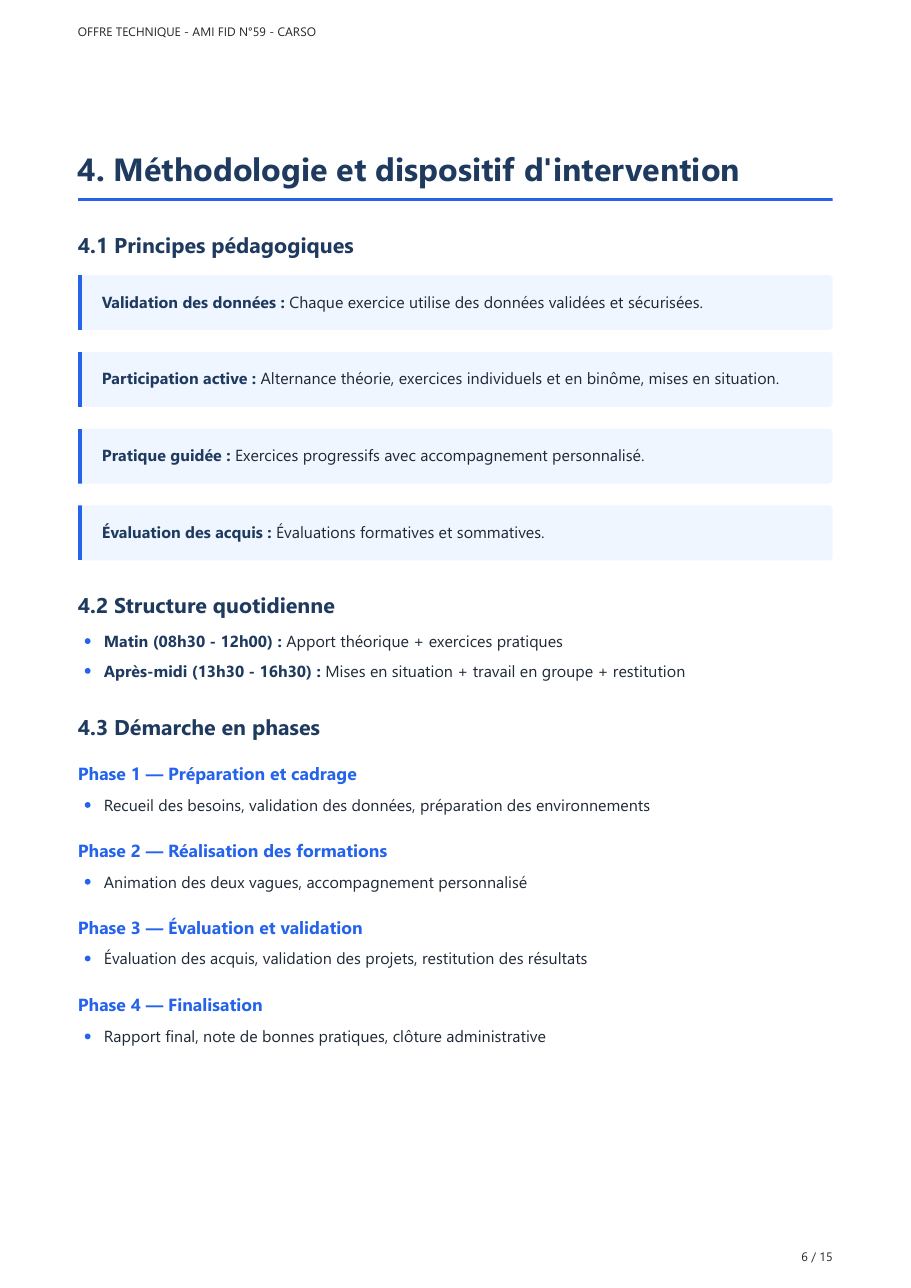 OFFRE TECHNIQUE - AMI FID N°59 - CARSO
4. Méthodologie et dispositif d'intervention
4.1 Principes pédagogiques
Validation des données : Chaque exercice utilise des données validées et sécurisées.
Participation active : Alternance théorie, exercices individuels et en binôme, mises en situation.
Pratique guidée : Exercices progressifs avec accompagnement personnalisé.
Évaluation des acquis : Évaluations formatives et sommatives.
4.2 Structure quotidienne
• Matin (08h30 - 12h00) : Apport théorique + exercices pratiques
• Après-midi (13h30 - 16h30) : Mises en situation + travail en groupe + restitution
4.3 Démarche en phases
Phase 1 — Préparation et cadrage
• Recueil des besoins, validation des données, préparation des environnements
Phase 2 — Réalisation des formations
• Animation des deux vagues, accompagnement personnalisé
Phase 3 — Évaluation et validation
• Évaluation des acquis, validation des projets, restitution des résultats
Phase 4 — Finalisation
• Rapport final, note de bonnes pratiques, clôture administrative
6 / 15